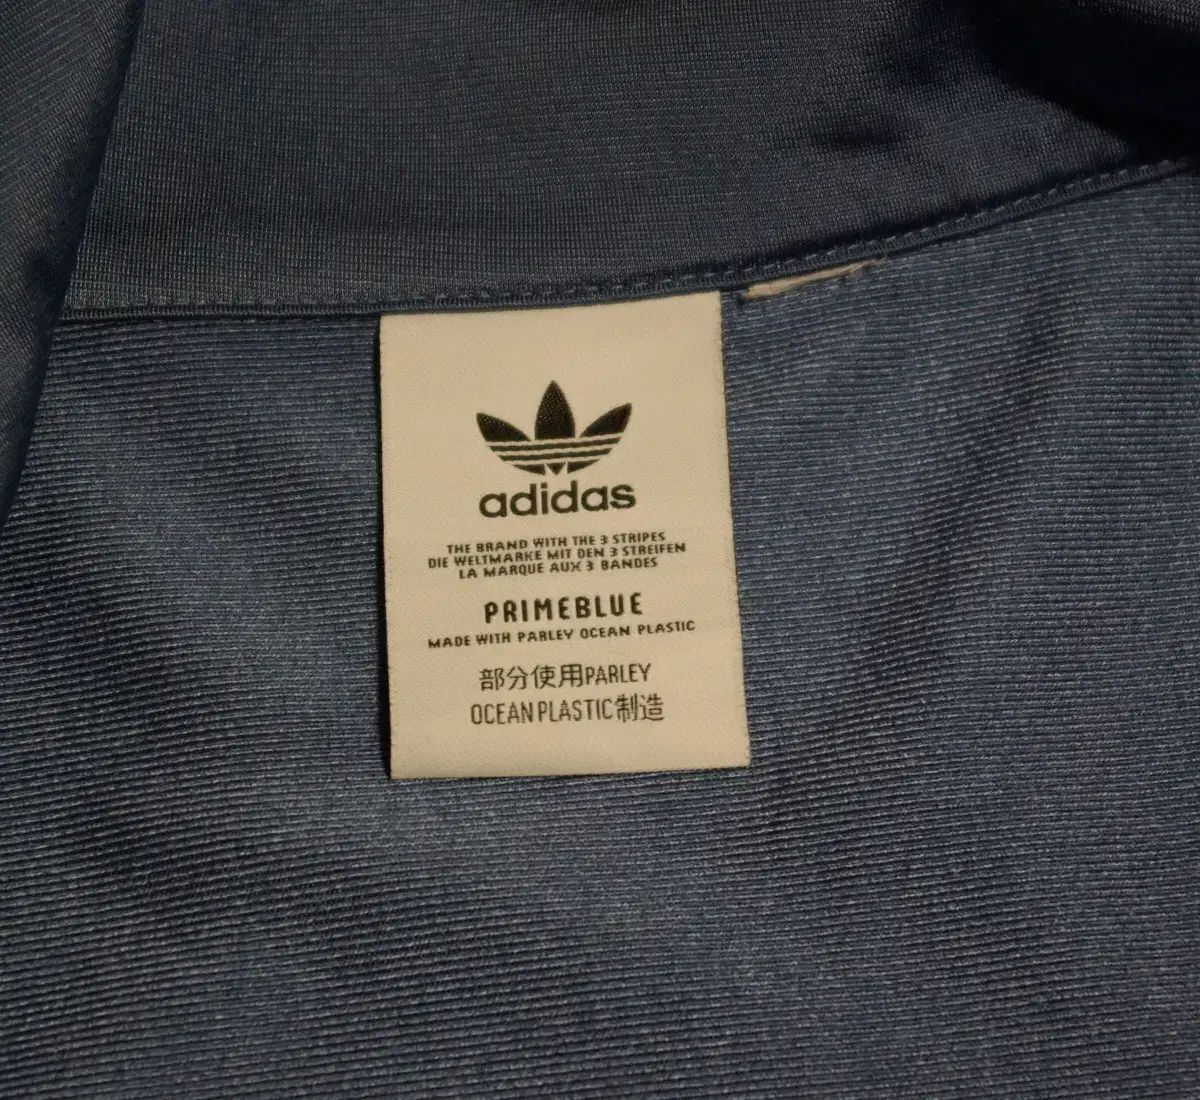 adidas
THE BRAND WITH THE 3 STRIPES
DIE WELTMARKE MIT DEN 3 STREIFEN
LA MARQUE AUX 3 BANDES
PRIMEBLUE
MADE WITH PARLEY OCEAN PLASTIC
部分使用PARLEY
OCEAN PLASTIC制造